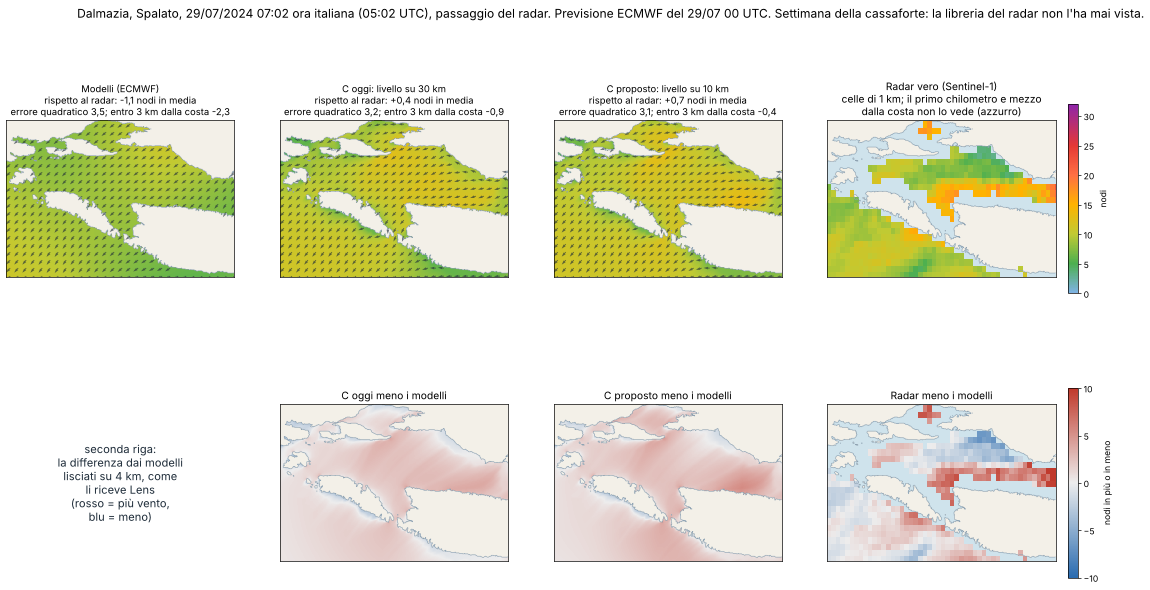 Dalmazia, Spalato, 29/07/2024 07:02 ora italiana (05:02 UTC), passaggio del radar. Previsione ECMWF del 29/07 00 UTC. Settimana della cassaforte: la libreria del radar non l'ha mai vista.
Modelli (ECMWF)
rispetto al radar: -1,1 nodi in media
errore quadratico 3,5; entro 3 km dalla costa -2,3
C oggi: livello su 30 km
rispetto al radar: +0,4 nodi in media
errore quadratico 3,2; entro 3 km dalla costa -0,9
C proposto: livello su 10 km
rispetto al radar: +0,7 nodi in media
errore quadratico 3,1; entro 3 km dalla costa -0,4
Radar vero (Sentinel-1)
celle di 1 km; il primo chilometro e mezzo
dalla costa non lo vede (azzurro)
30
25
20
15
10
5
0
nodi
seconda riga:
la differenza dai modelli
lisciati su 4 km, come
li riceve Lens
(rosso = più vento,
blu = meno)
C oggi meno i modelli
C proposto meno i modelli
Radar meno i modelli
10
5
0
−5
−10
nodi in più o in meno